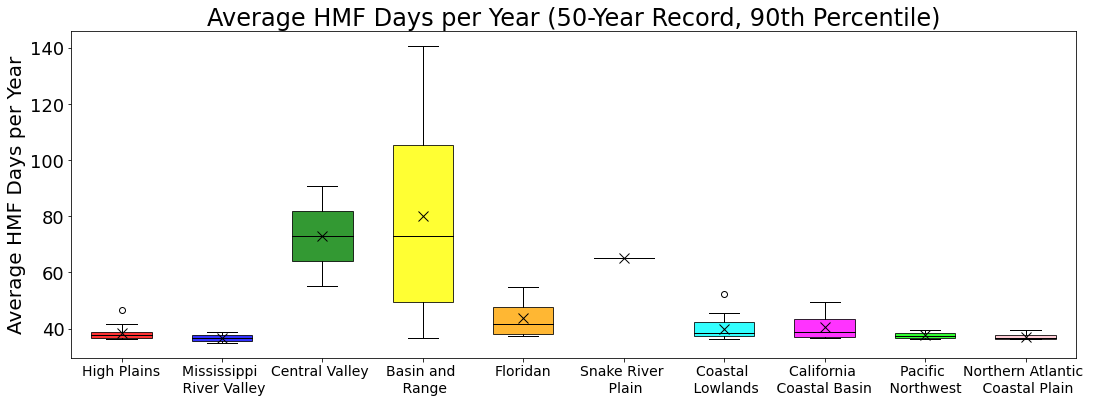 Average HMF Days per Year (50-Year Record, 90th Percentile)
Average HMF Days per Year
140
120
100
80
60
40
High Plains
Mississippi
River Valley
Central Valley
Basin and
Range
Floridan
Snake River
Plain
Coastal
Lowlands
California
Coastal Basin
Pacific
Northwest
Northern Atlantic
Coastal Plain